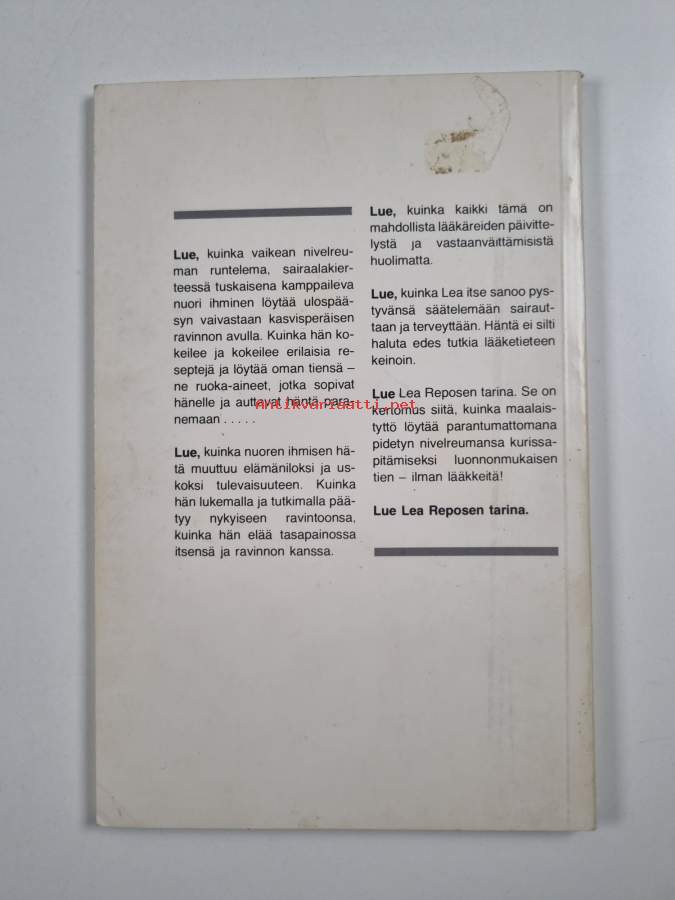 Lue, kuinka vaikean nivelreu-
man runtelema, sairaalakier-
teessä tuskaisena kamppaileva
nuori ihminen löytää ulospää-
syn vaivastaan kasvisperäisen
ravinnon avulla. Kuinka hän ko-
keilee ja kokeilee erilaisia re-
septejä ja löytää oman tiensä –
ne ruoka-aineet, jotka sopivat
hänelle ja auttavat häntä para-
nemaan . . . . .
Lue, kuinka nuoren ihmisen hä-
tä muuttuu elämäniloksi ja us-
koksi tulevaisuuteen. Kuinka
hän lukemalla ja tutkimalla pää-
tyy nykyiseen ravintoonsa,
kuinka hän elää tasapainossa
itsensä ja ravinnon kanssa.
Lue, kuinka kaikki tämä on
mahdollista lääkäreiden päivitte-
lystä ja vastaanväittämisistä
huolimatta.
Lue, kuinka Lea itse sanoo pys-
tyvänsä säätelemään sairaut-
taan ja terveyttään. Häntä ei silti
haluta edes tutkia lääketieteen
keinoin.
Lue Lea Reposen tarina. Se on
kertomus siitä, kuinka maalais-
tyttö löytää parantumattomana
pidetyn nivelreumansa kurissa-
pitämiseksi luonnonmukaisen
tien – ilman lääkkeitä!
Lue Lea Reposen tarina.
Antikvariaatti.net